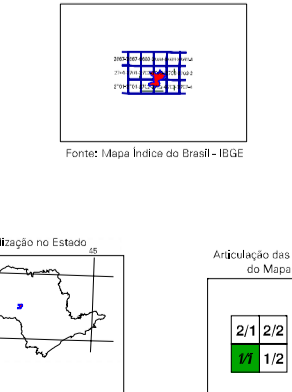 Fonte: Mapa Índice do Brasil - IBGE
lização no Estado
45
Articulação das
do Mapa
2/1 2/2
1/1 1/2